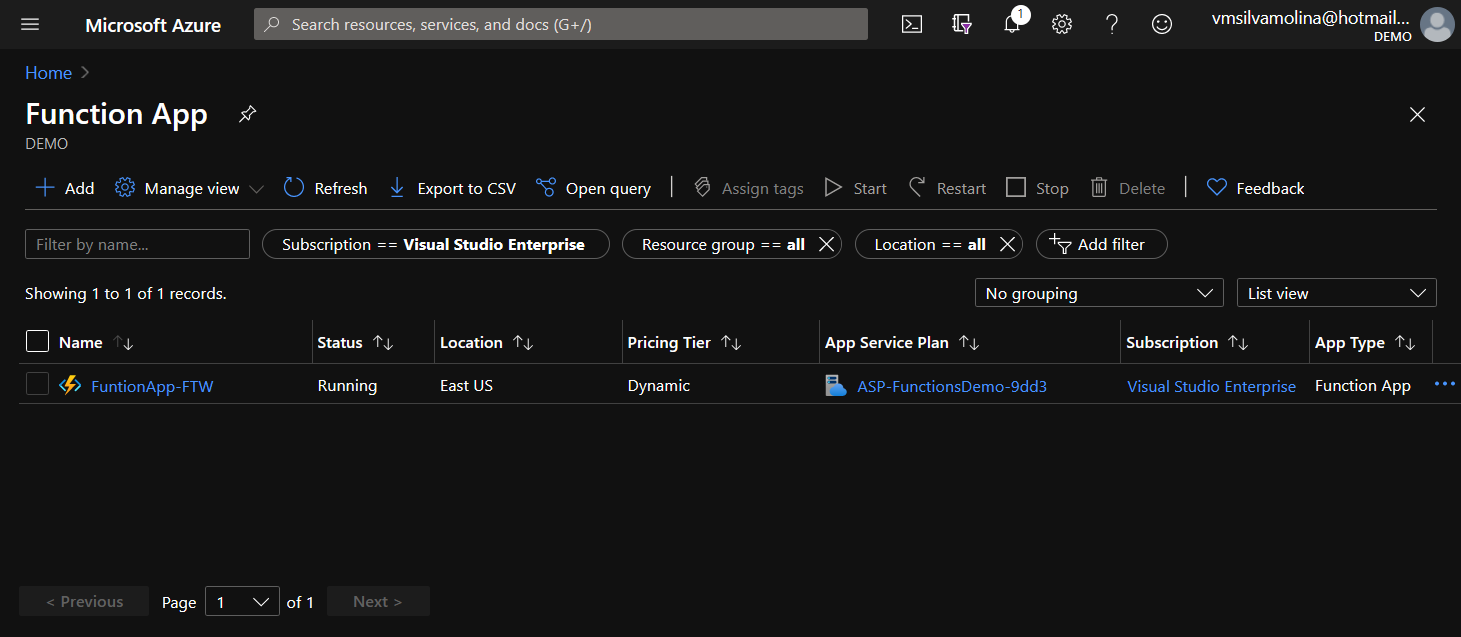 Microsoft Azure Search resources, services, and docs (G+/) 1 vmsilvamolina@hotmail...
DEMO
Home
Function App
DEMO
Add Manage view Refresh Export to CSV Open query Assign tags Start Restart Stop Delete Feedback
Filter by name... Subscription == Visual Studio Enterprise Resource group == all Location == all Add filter
Showing 1 to 1 of 1 records. No grouping List view
Name Status Location Pricing Tier App Service Plan Subscription App Type
FuntionApp-FTW Running East US Dynamic ASP-FunctionsDemo-9dd3 Visual Studio Enterprise Function App
< Previous Page 1 of 1 Next >